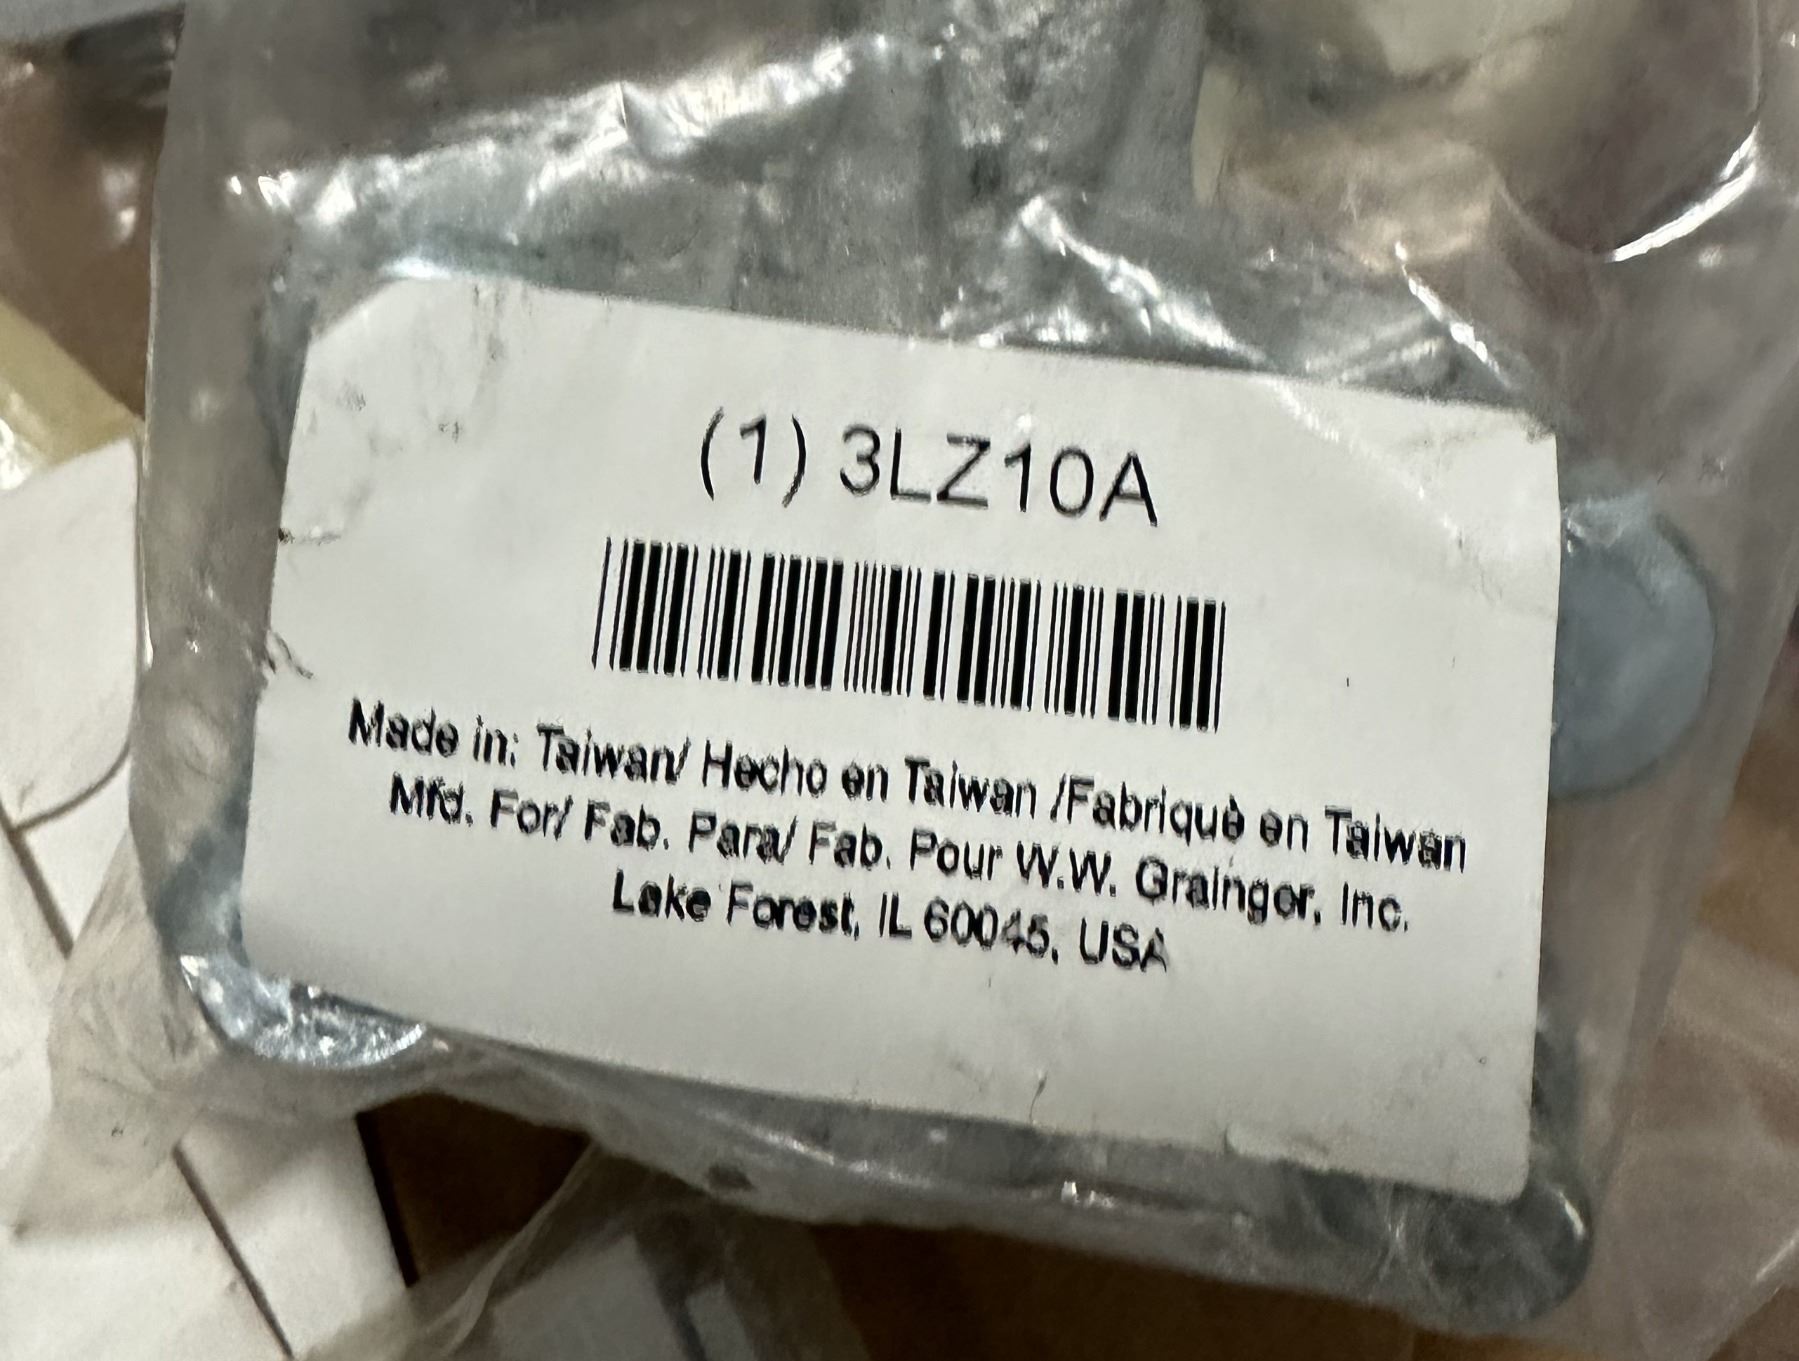 (1) 3LZ10A
Made in: Taiwan/ Hecho en Taiwan /Fabriquè en Taiwan
Mfd. For/ Fab. Para/ Fab. Pour W.W. Grainger, Inc.
Lake Forest, IL 60045, USA